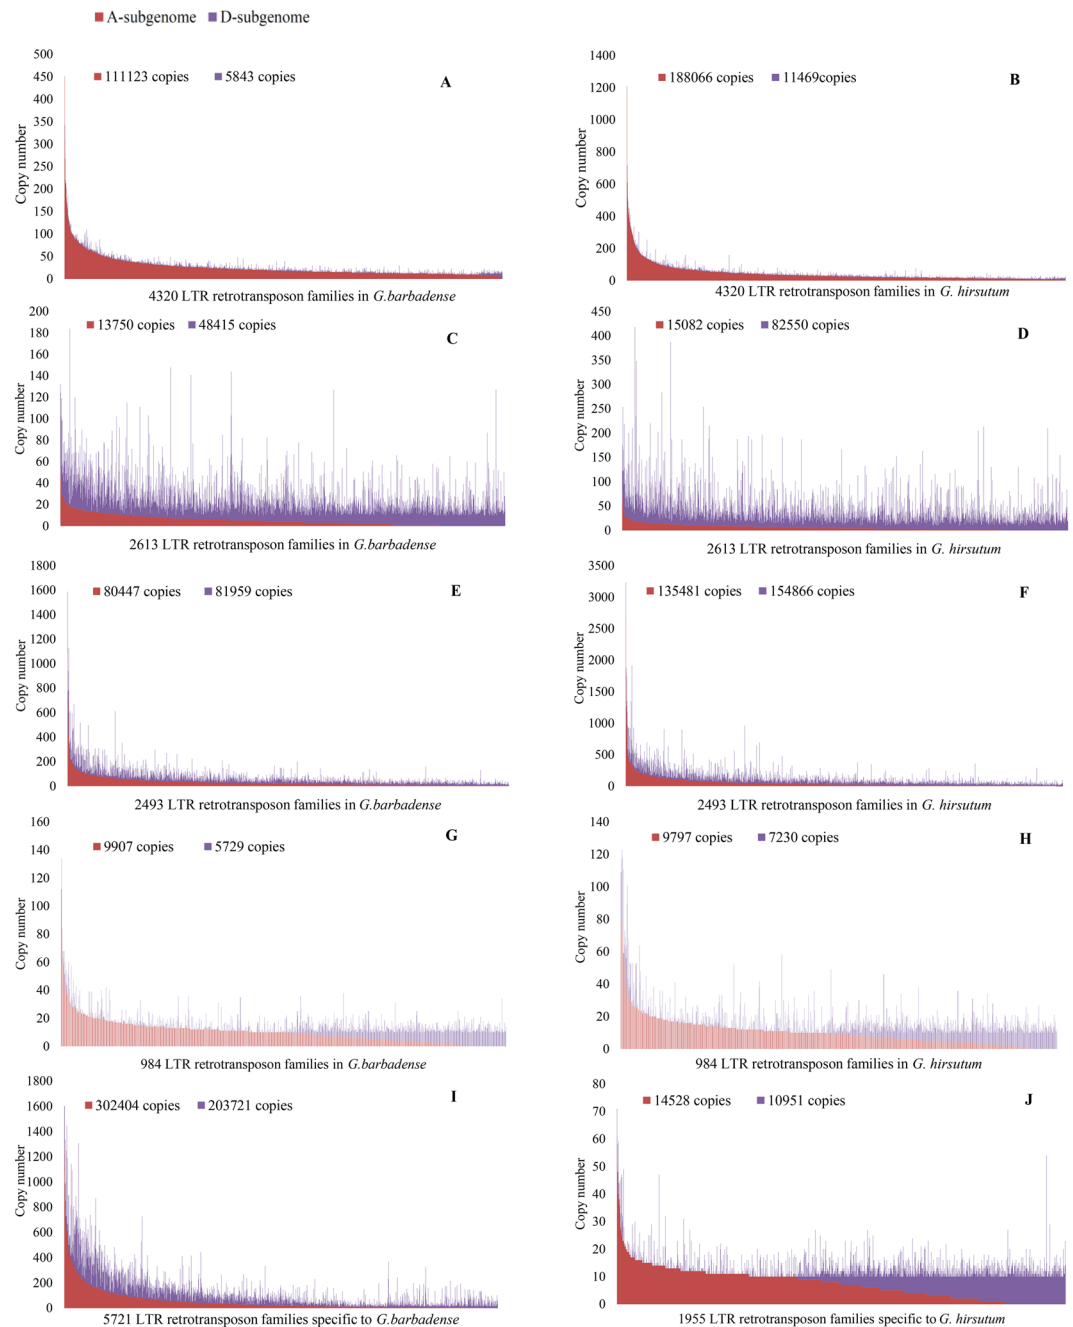 A-subgenome D-subgenome
500
450
400
350
300
250
200
150
100
50
0
Copy number
111123 copies 5843 copies
A
4320 LTR retrotransposon families in G.barbadense
1400
1200
1000
800
600
400
200
0
Copy number
188066 copies 11469copies
B
4320 LTR retrotransposon families in G. hirsutum
200
180
160
140
120
100
80
60
40
20
0
Copy number
13750 copies 48415 copies
C
2613 LTR retrotransposon families in G.barbadense
450
400
350
300
250
200
150
100
50
0
Copy number
15082 copies 82550 copies
D
2613 LTR retrotransposon families in G. hirsutum
1800
1600
1400
1200
1000
800
600
400
200
0
Copy number
80447 copies 81959 copies
E
2493 LTR retrotransposon families in G.barbadense
3500
3000
2500
2000
1500
1000
500
0
Copy number
135481 copies 154866 copies
F
2493 LTR retrotransposon families in G. hirsutum
160
140
120
100
80
60
40
20
0
Copy number
9907 copies 5729 copies
G
984 LTR retrotransposon families in G.barbadense
140
120
100
80
60
40
20
0
Copy number
9797 copies 7230 copies
H
984 LTR retrotransposon families in G. hirsutum
1800
1600
1400
1200
1000
800
600
400
200
0
Copy number
302404 copies 203721 copies
I
5721 LTR retrotransposon families specific to G.barbadense
80
70
60
50
40
30
20
10
0
Copy number
14528 copies 10951 copies
J
1955 LTR retrotransposon families specific to G. hirsutum